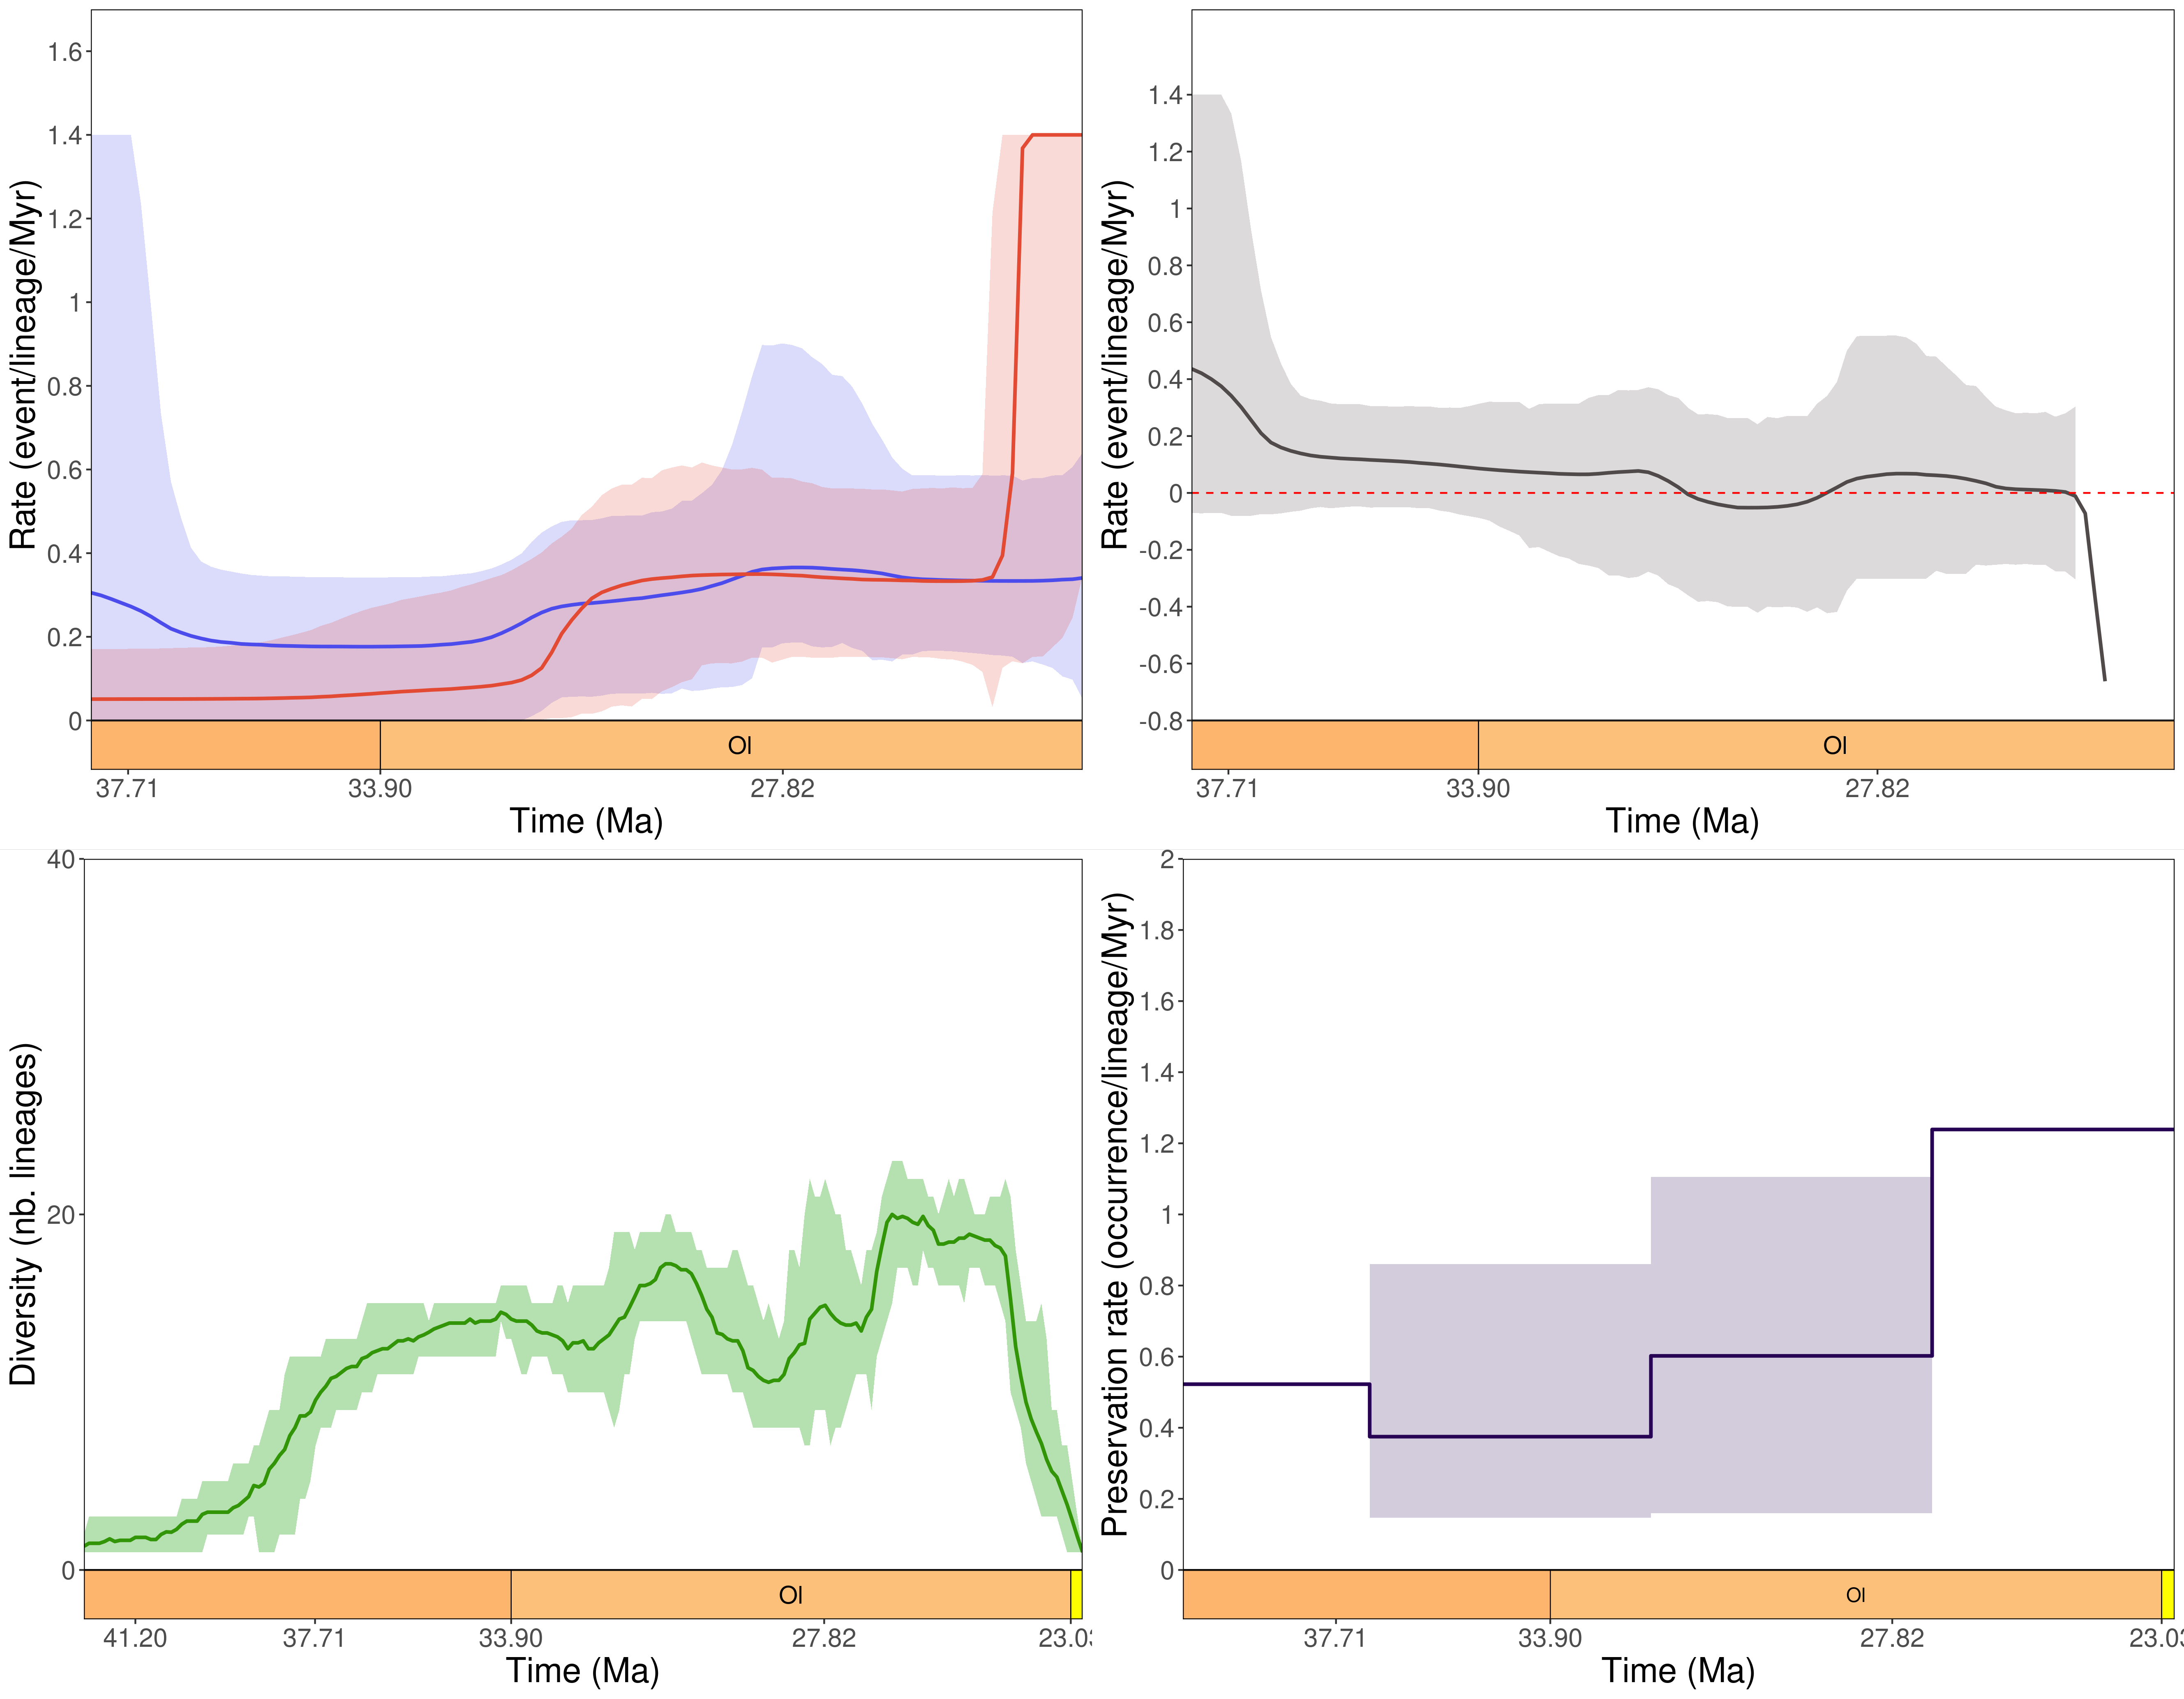 Rate (event/lineage/Myr)
1.6
1.4
1.2
1
0.8
0.6
0.4
0.2
0
Ol
37.71 33.90 27.82
Time (Ma)
Rate (event/lineage/Myr)
1.4
1.2
1
0.8
0.6
0.4
0.2
0
-0.2
-0.4
-0.6
-0.8
Ol
37.71 33.90 27.82
Time (Ma)
Diversity (nb. lineages)
40
20
0
Ol
41.20 37.71 33.90 27.82 23.03
Time (Ma)
Preservation rate (occurrence/lineage/Myr)
2
1.8
1.6
1.4
1.2
1
0.8
0.6
0.4
0.2
0
Ol
37.71 33.90 27.82 23.03
Time (Ma)